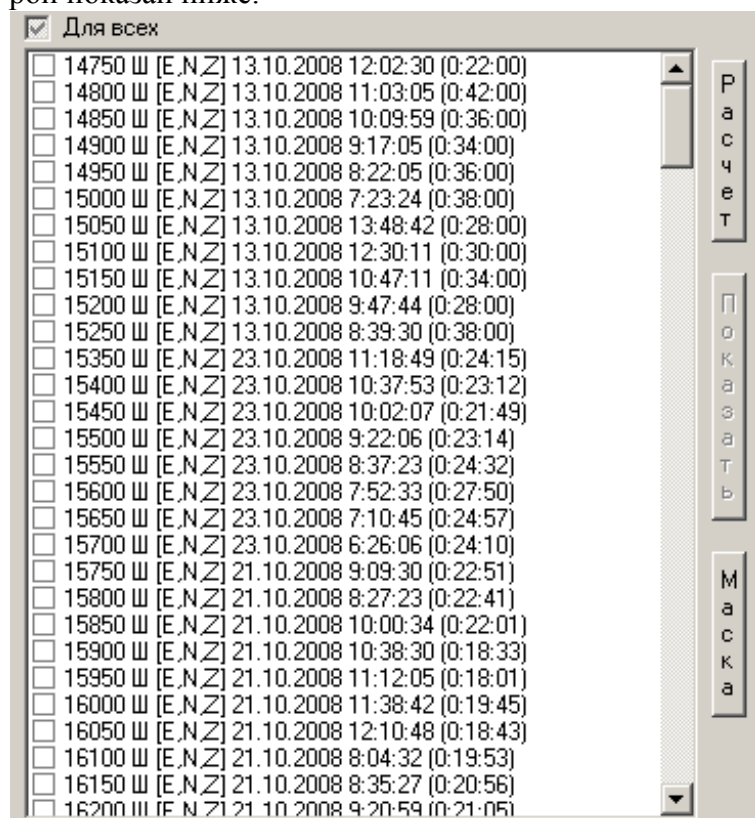 рон показан ниже.
Для всех
14750 Ш [E,N,Z] 13.10.2008 12:02:30 (0:22:00)
14800 Ш [E,N,Z] 13.10.2008 11:03:05 (0:42:00)
14850 Ш [E,N,Z] 13.10.2008 10:09:59 (0:36:00)
14900 Ш [E,N,Z] 13.10.2008 9:17:05 (0:34:00)
14950 Ш [E,N,Z] 13.10.2008 8:22:05 (0:36:00)
15000 Ш [E,N,Z] 13.10.2008 7:23:24 (0:38:00)
15050 Ш [E,N,Z] 13.10.2008 13:48:42 (0:28:00)
15100 Ш [E,N,Z] 13.10.2008 12:30:11 (0:30:00)
15150 Ш [E,N,Z] 13.10.2008 10:47:11 (0:34:00)
15200 Ш [E,N,Z] 13.10.2008 9:47:44 (0:28:00)
15250 Ш [E,N,Z] 13.10.2008 8:39:30 (0:38:00)
15350 Ш [E,N,Z] 23.10.2008 11:18:49 (0:24:15)
15400 Ш [E,N,Z] 23.10.2008 10:37:53 (0:23:12)
15450 Ш [E,N,Z] 23.10.2008 10:02:07 (0:21:49)
15500 Ш [E,N,Z] 23.10.2008 9:22:06 (0:23:14)
15550 Ш [E,N,Z] 23.10.2008 8:37:23 (0:24:32)
15600 Ш [E,N,Z] 23.10.2008 7:52:33 (0:27:50)
15650 Ш [E,N,Z] 23.10.2008 7:10:45 (0:24:57)
15700 Ш [E,N,Z] 23.10.2008 6:26:06 (0:24:10)
15750 Ш [E,N,Z] 21.10.2008 9:09:30 (0:22:51)
15800 Ш [E,N,Z] 21.10.2008 8:27:23 (0:22:41)
15850 Ш [E,N,Z] 21.10.2008 10:00:34 (0:22:01)
15900 Ш [E,N,Z] 21.10.2008 10:38:30 (0:18:33)
15950 Ш [E,N,Z] 21.10.2008 11:12:05 (0:18:01)
16000 Ш [E,N,Z] 21.10.2008 11:38:42 (0:19:45)
16050 Ш [E,N,Z] 21.10.2008 12:10:48 (0:18:43)
16100 Ш [E,N,Z] 21.10.2008 8:04:32 (0:19:53)
16150 Ш [E,N,Z] 21.10.2008 8:35:27 (0:20:56)
16200 Ш [E,N,Z] 21.10.2008 9:20:59 (0:21:05)
Расчет
Показать
Маска